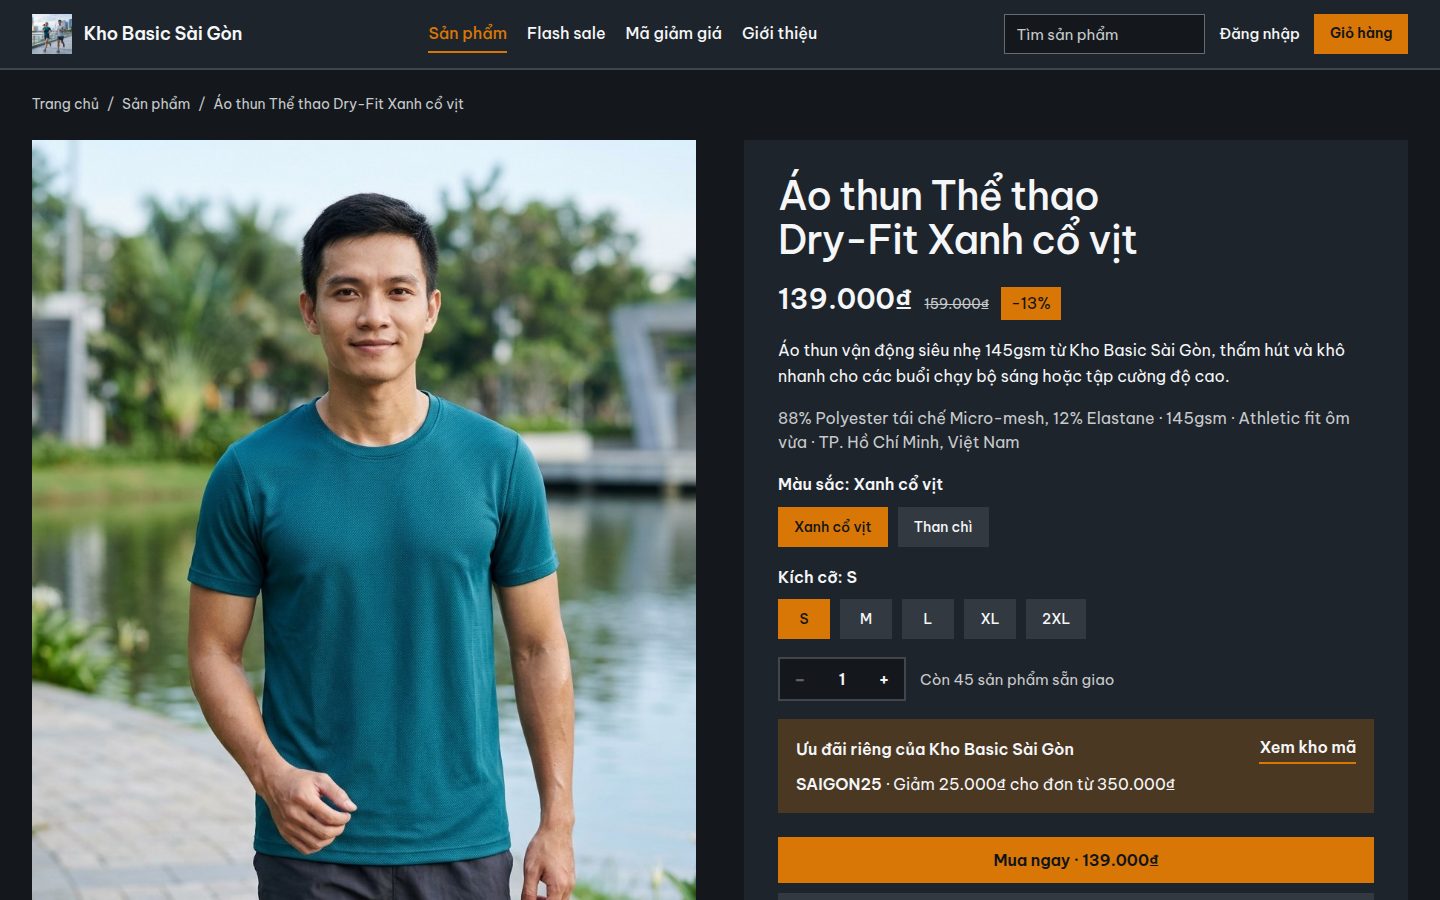 Kho Basic Sài Gòn
Sản phẩm
Flash sale
Mã giảm giá
Giới thiệu
Tìm sản phẩm
Đăng nhập
Giỏ hàng
Trang chủ / Sản phẩm / Áo thun Thể thao Dry-Fit Xanh cổ vịt
Áo thun Thể thao
Dry-Fit Xanh cổ vịt
139.000₫ 159.000₫ -13%
Áo thun vận động siêu nhẹ 145gsm từ Kho Basic Sài Gòn, thấm hút và khô
nhanh cho các buổi chạy bộ sáng hoặc tập cường độ cao.
88% Polyester tái chế Micro-mesh, 12% Elastane · 145gsm · Athletic fit ôm
vừa · TP. Hồ Chí Minh, Việt Nam
Màu sắc: Xanh cổ vịt
Xanh cổ vịt
Than chì
Kích cỡ: S
S
M
L
XL
2XL
− 1 + Còn 45 sản phẩm sẵn giao
Ưu đãi riêng của Kho Basic Sài Gòn
Xem kho mã
SAIGON25 · Giảm 25.000₫ cho đơn từ 350.000₫
Mua ngay · 139.000₫